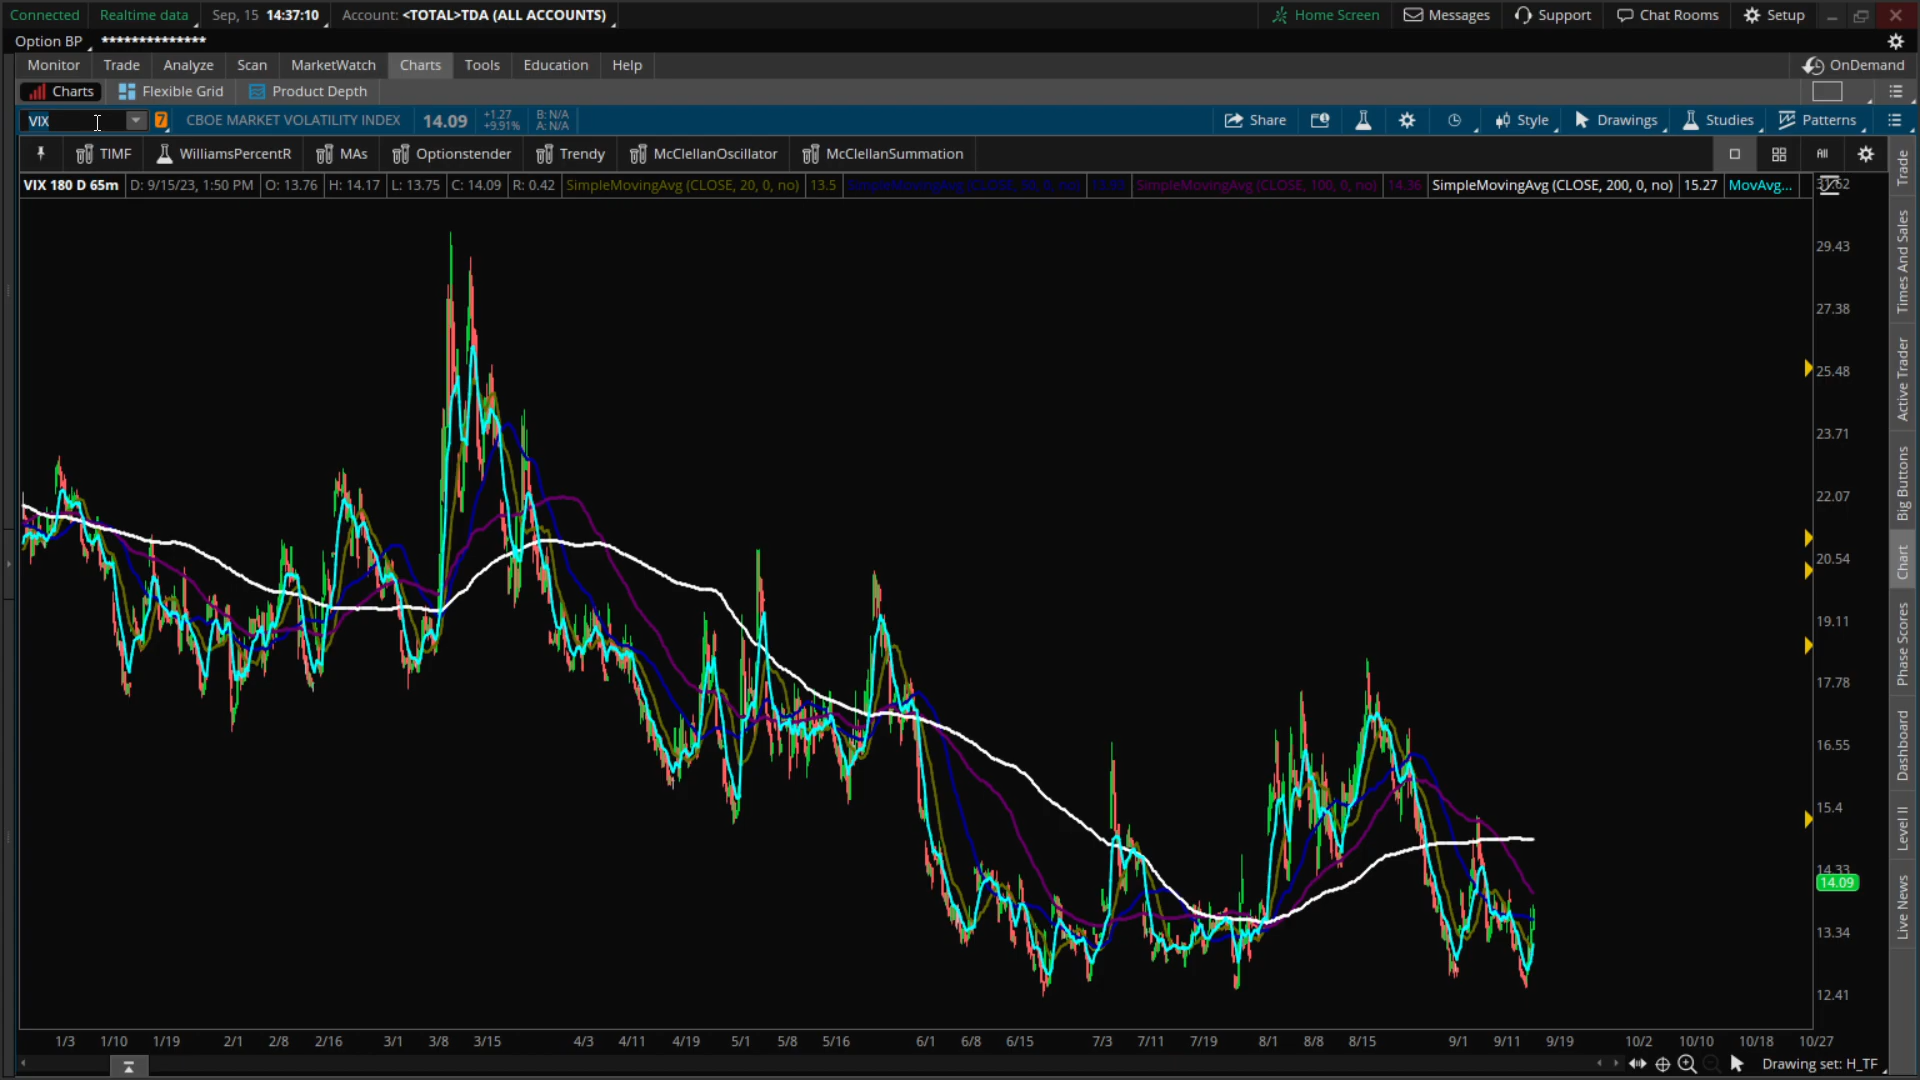 Connected Realtime data Sep, 15 14:37:10 Account: <TOTAL>TDA (ALL ACCOUNTS) Home Screen Messages Support Chat Rooms Setup
Option BP **************
Monitor Trade Analyze Scan MarketWatch Charts Tools Education Help OnDemand
Charts Flexible Grid Product Depth
VIX 7 CBOE MARKET VOLATILITY INDEX 14.09 +1.27 B: N/A Share Style Drawings Studies Patterns
+9.91% A: N/A
TIMF WilliamsPercentR MAs Optionstender Trendy McClellanOscillator McClellanSummation All
VIX 180 D 65m D: 9/15/23, 1:50 PM O: 13.76 H: 14.17 L: 13.75 C: 14.09 R: 0.42 SimpleMovingAvg (CLOSE, 20, 0, no) 13.5 SimpleMovingAvg (CLOSE, 100, 0, no) 14.36 SimpleMovingAvg (CLOSE, 200, 0, no) 15.27 MovAvg...
29.43
27.38
25.48
23.71
22.07
20.54
19.11
17.78
16.55
15.4
14.33
14.09
13.34
12.41
1/3 1/10 1/19 2/1 2/8 2/16 3/1 3/8 3/15 4/3 4/11 4/19 5/1 5/8 5/16 6/1 6/8 6/15 7/3 7/11 7/19 8/1 8/8 8/15 9/1 9/11 9/19 10/2 10/10 10/18 10/27
Drawing set: H_TF
Trade
Times And Sales
Active Trader
Big Buttons
Chart
Phase Scores
Dashboard
Level II
Live News